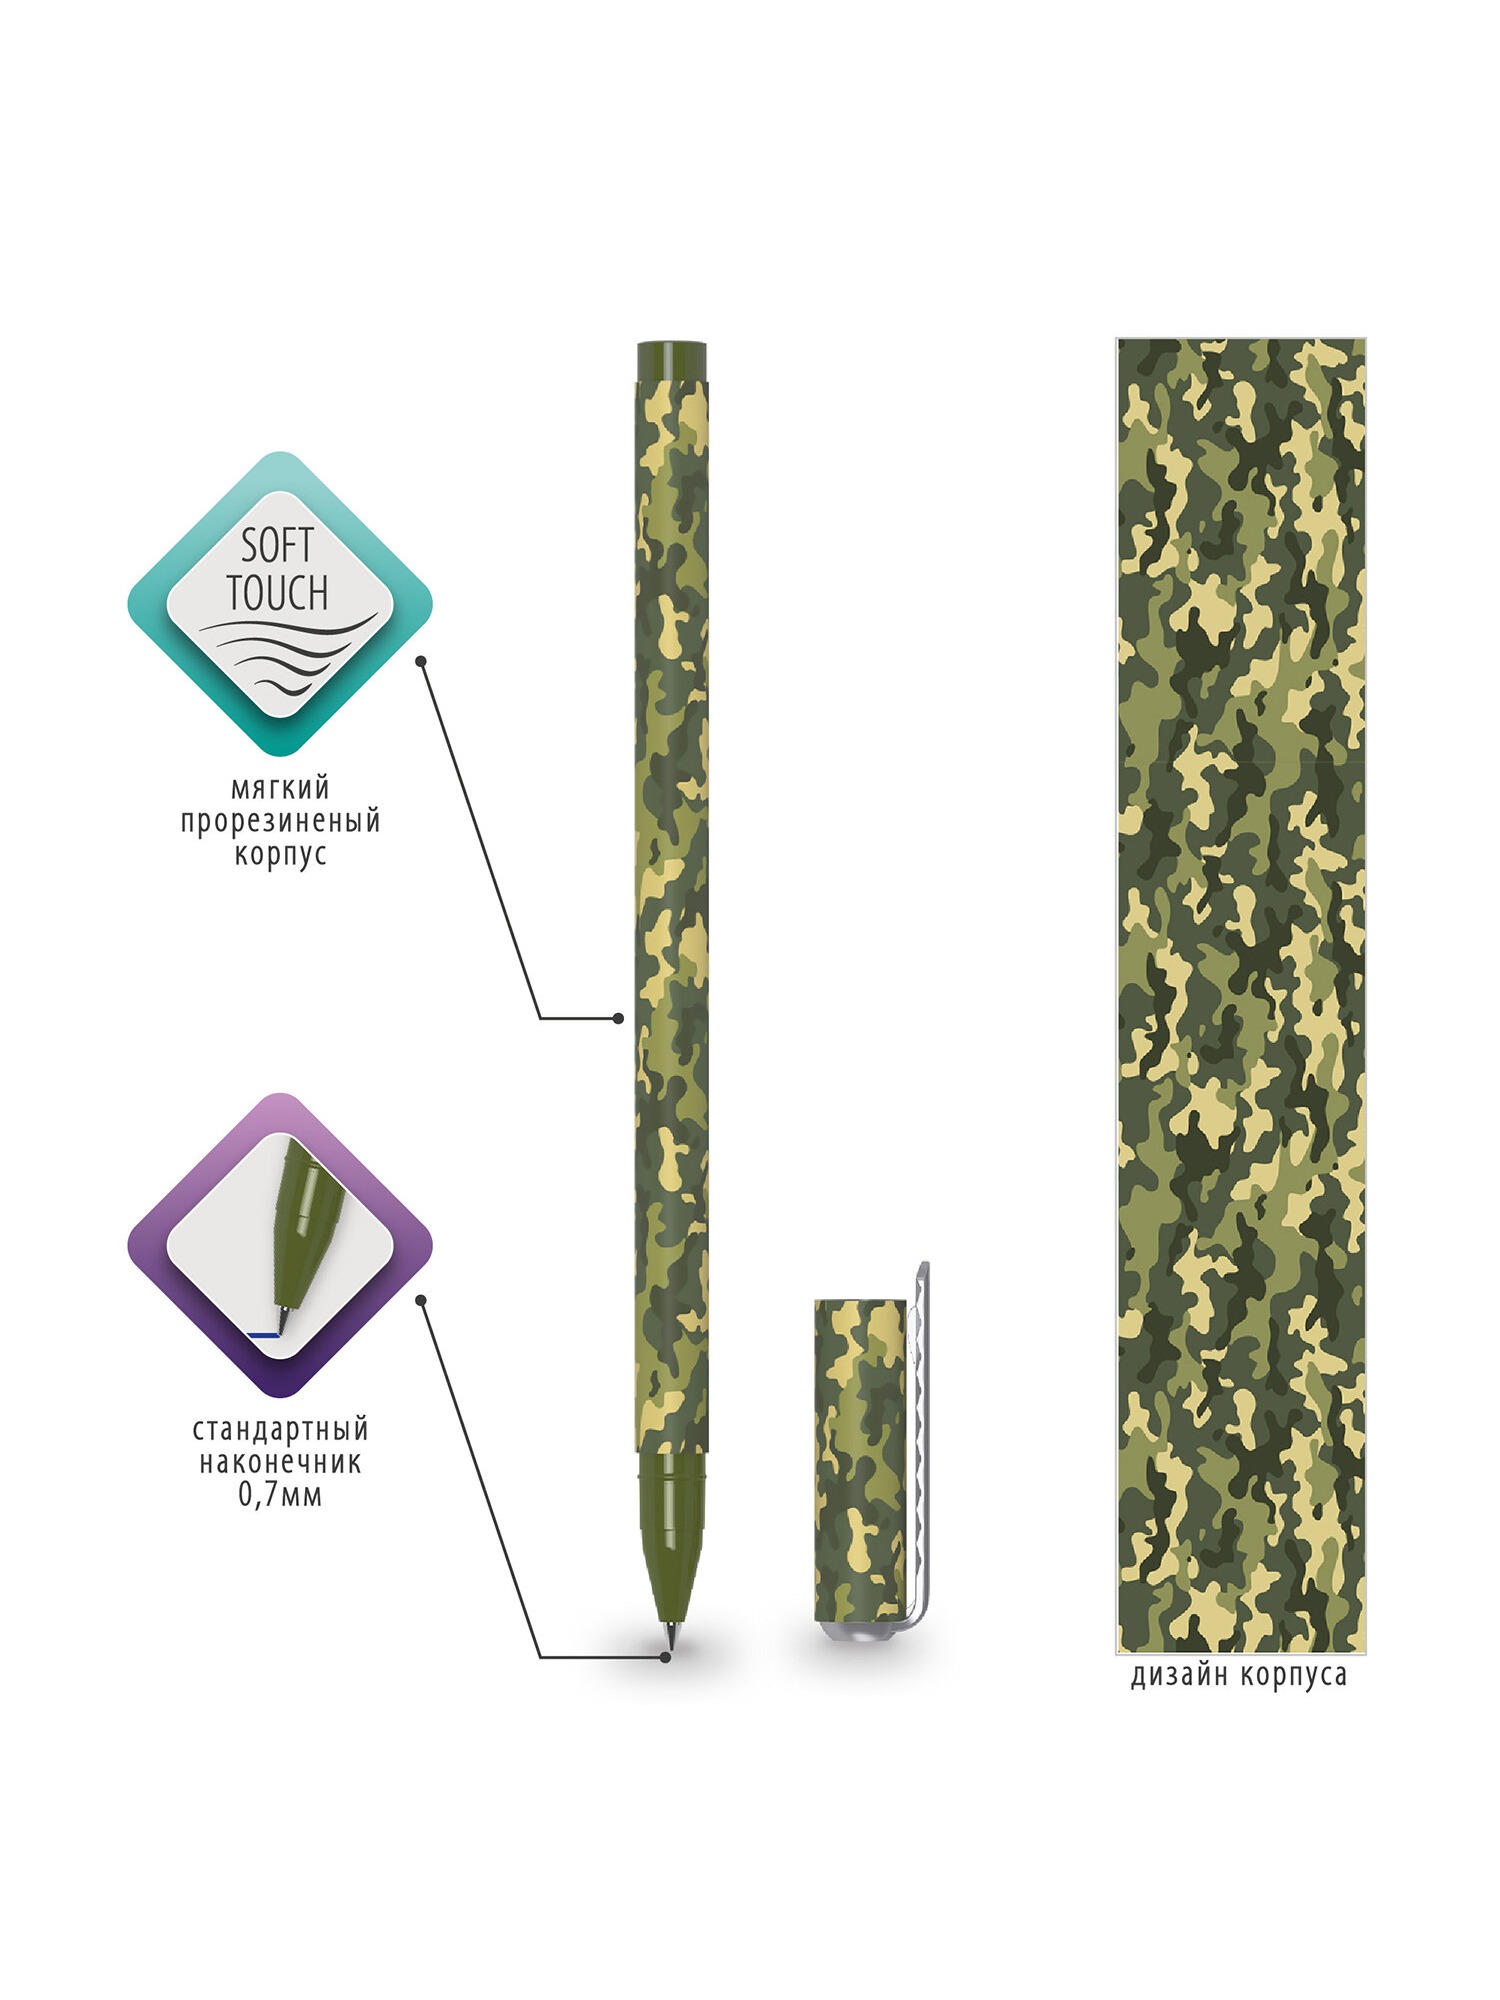 SOFT
TOUCH
мягкий
прорезиненый
корпус
стандартный
наконечник
0,7мм
дизайн корпуса